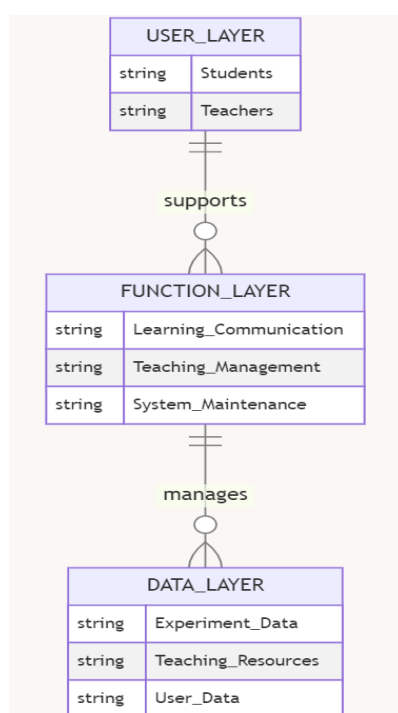 USER_LAYER
string Students
string Teachers
supports
FUNCTION_LAYER
string Learning_Communication
string Teaching_Management
string System_Maintenance
manages
DATA_LAYER
string Experiment_Data
string Teaching_Resources
string User_Data